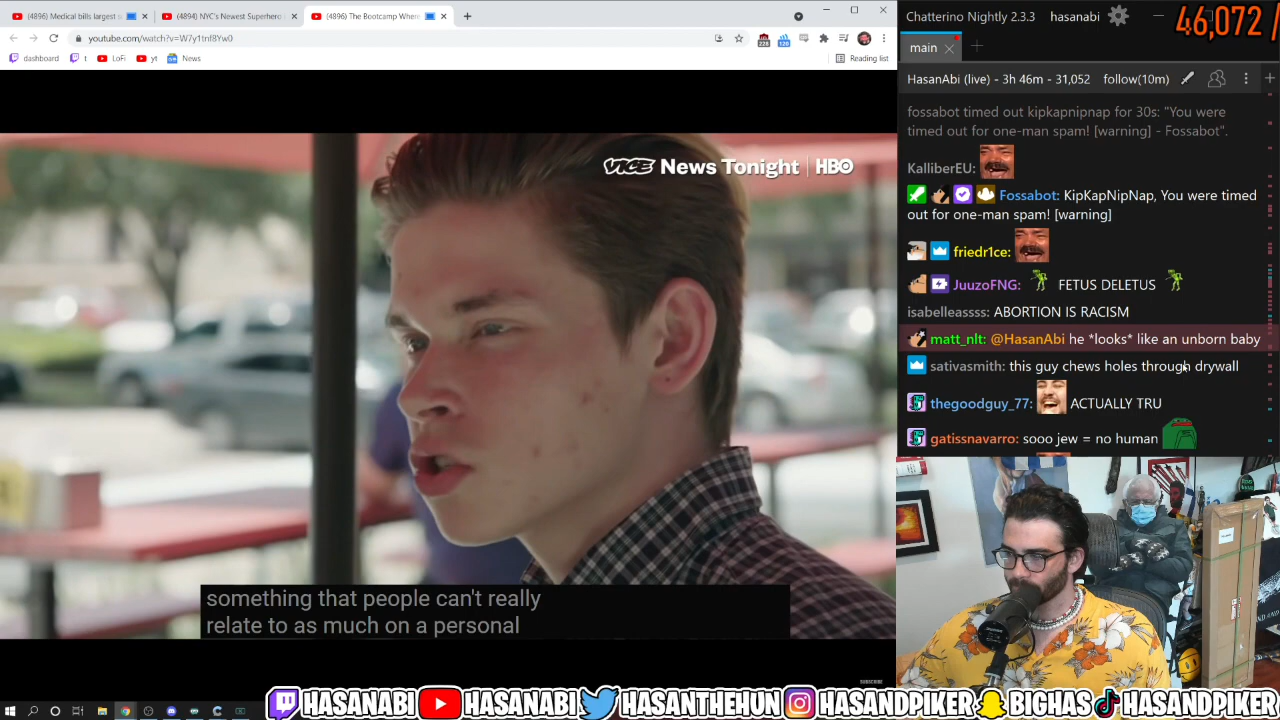 (4896) Medical bills largest s
(4894) NYC's Newest Superhero
(4896) The Bootcamp Where
youtube.com/watch?v=W7y1tnf8Yw0
228
120
dashboard
t
LoFi
yt
News
Reading list
VICE News Tonight | HBO
something that people can't really
relate to as much on a personal
SUBSCRIBE
Chatterino Nightly 2.3.3
hasanabi
46,072 /
main
HasanAbi (live) - 3h 46m - 31,052
follow(10m)
fossabot timed out kipkapnipnap for 30s: "You were
timed out for one-man spam! [warning] - Fossabot".
KalliberEU:
Fossabot: KipKapNipNap, You were timed
out for one-man spam! [warning]
friedr1ce:
JuuzoFNG: FETUS DELETUS
isabelleassss: ABORTION IS RACISM
matt_nlt: @HasanAbi he *looks* like an unborn baby
sativasmith: this guy chews holes through drywall
thegoodguy_77: ACTUALLY TRU
gatissnavarro: sooo jew = no human
HASANABI
HASANABI
HASANTHEHUN
HASANDPIKER
BIGHAS
HASANDPIKER